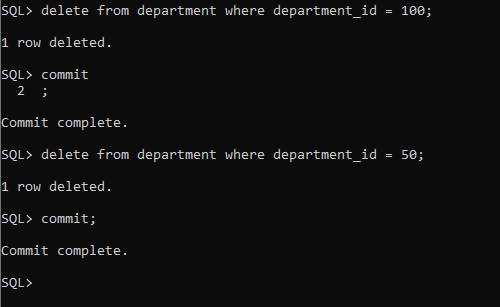 SQL> delete from department where department_id = 100;
1 row deleted.
SQL> commit
  2  ;
Commit complete.
SQL> delete from department where department_id = 50;
1 row deleted.
SQL> commit;
Commit complete.
SQL>